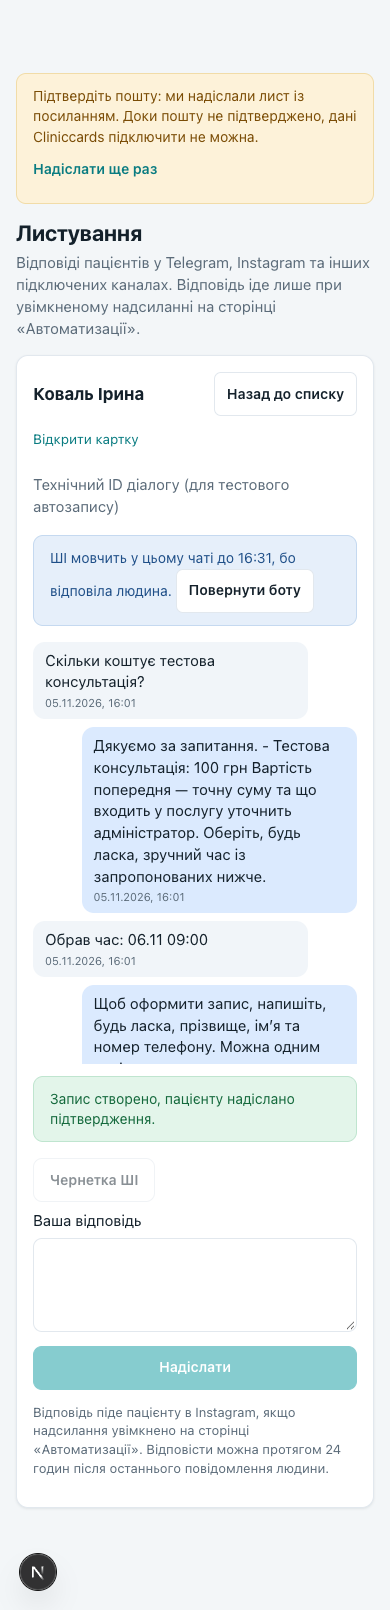 Підтвердіть пошту: ми надіслали лист із
посиланням. Доки пошту не підтверджено, дані
Cliniccards підключити не можна.
Надіслати ще раз
Листування
Відповіді пацієнтів у Telegram, Instagram та інших
підключених каналах. Відповідь іде лише при
увімкненому надсиланні на сторінці
«Автоматизації».
Коваль Ірина
Назад до списку
Відкрити картку
Технічний ID діалогу (для тестового
автозапису)
ШІ мовчить у цьому чаті до 16:31, бо
відповіла людина.
Повернути боту
Скільки коштує тестова
консультація?
05.11.2026, 16:01
Дякуємо за запитання. - Тестова
консультація: 100 грн Вартість
попередня — точну суму та що
входить у послугу уточнить
адміністратор. Оберіть, будь
ласка, зручний час із
запропонованих нижче.
05.11.2026, 16:01
Обрав час: 06.11 09:00
05.11.2026, 16:01
Щоб оформити запис, напишіть,
будь ласка, прізвище, ім’я та
номер телефону. Можна одним
Запис створено, пацієнту надіслано
підтвердження.
Чернетка ШІ
Ваша відповідь
Надіслати
Відповідь піде пацієнту в Instagram, якщо
надсилання увімкнено на сторінці
«Автоматизації». Відповісти можна протягом 24
годин після останнього повідомлення людини.
N